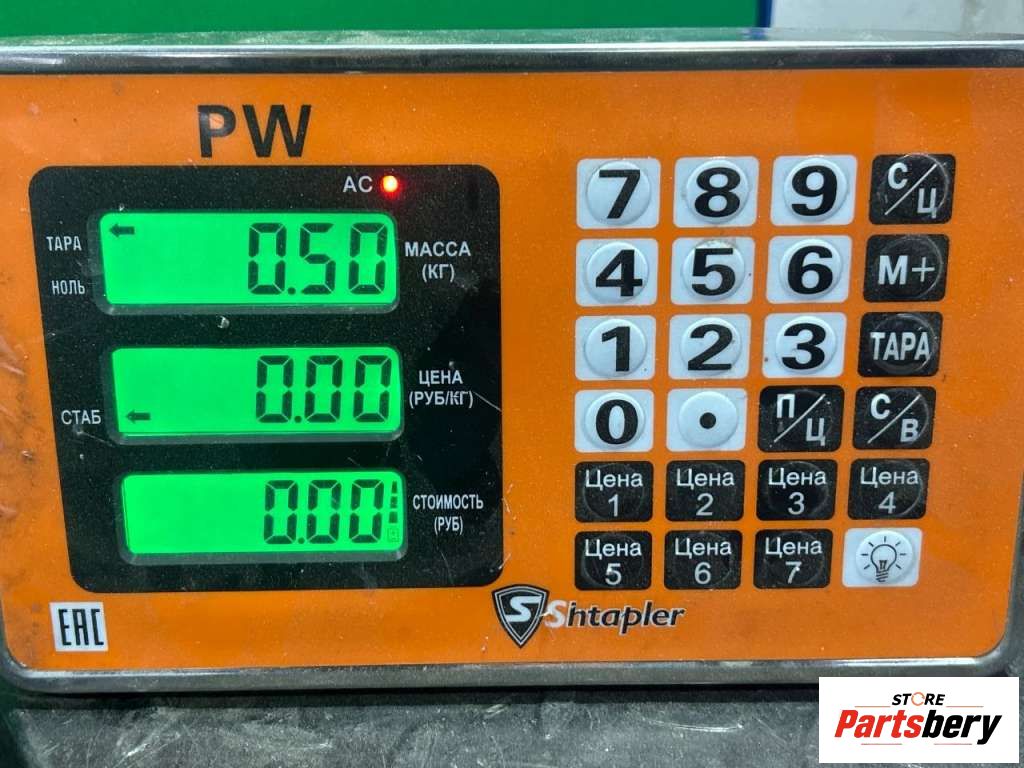 PW
AC
ТАРА
НОЛЬ
0.50
МАССА
(КГ)
СТАБ
0.00
ЦЕНА
(РУБ/КГ)
0.00
СТОИМОСТЬ
(РУБ)
7 8 9 С/Ц
4 5 6 М+
1 2 3 ТАРА
0 . П/Ц С/В
Цена 1 Цена 2 Цена 3 Цена 4
Цена 5 Цена 6 Цена 7
EAC
S Shtapler
STORE
Partsbery